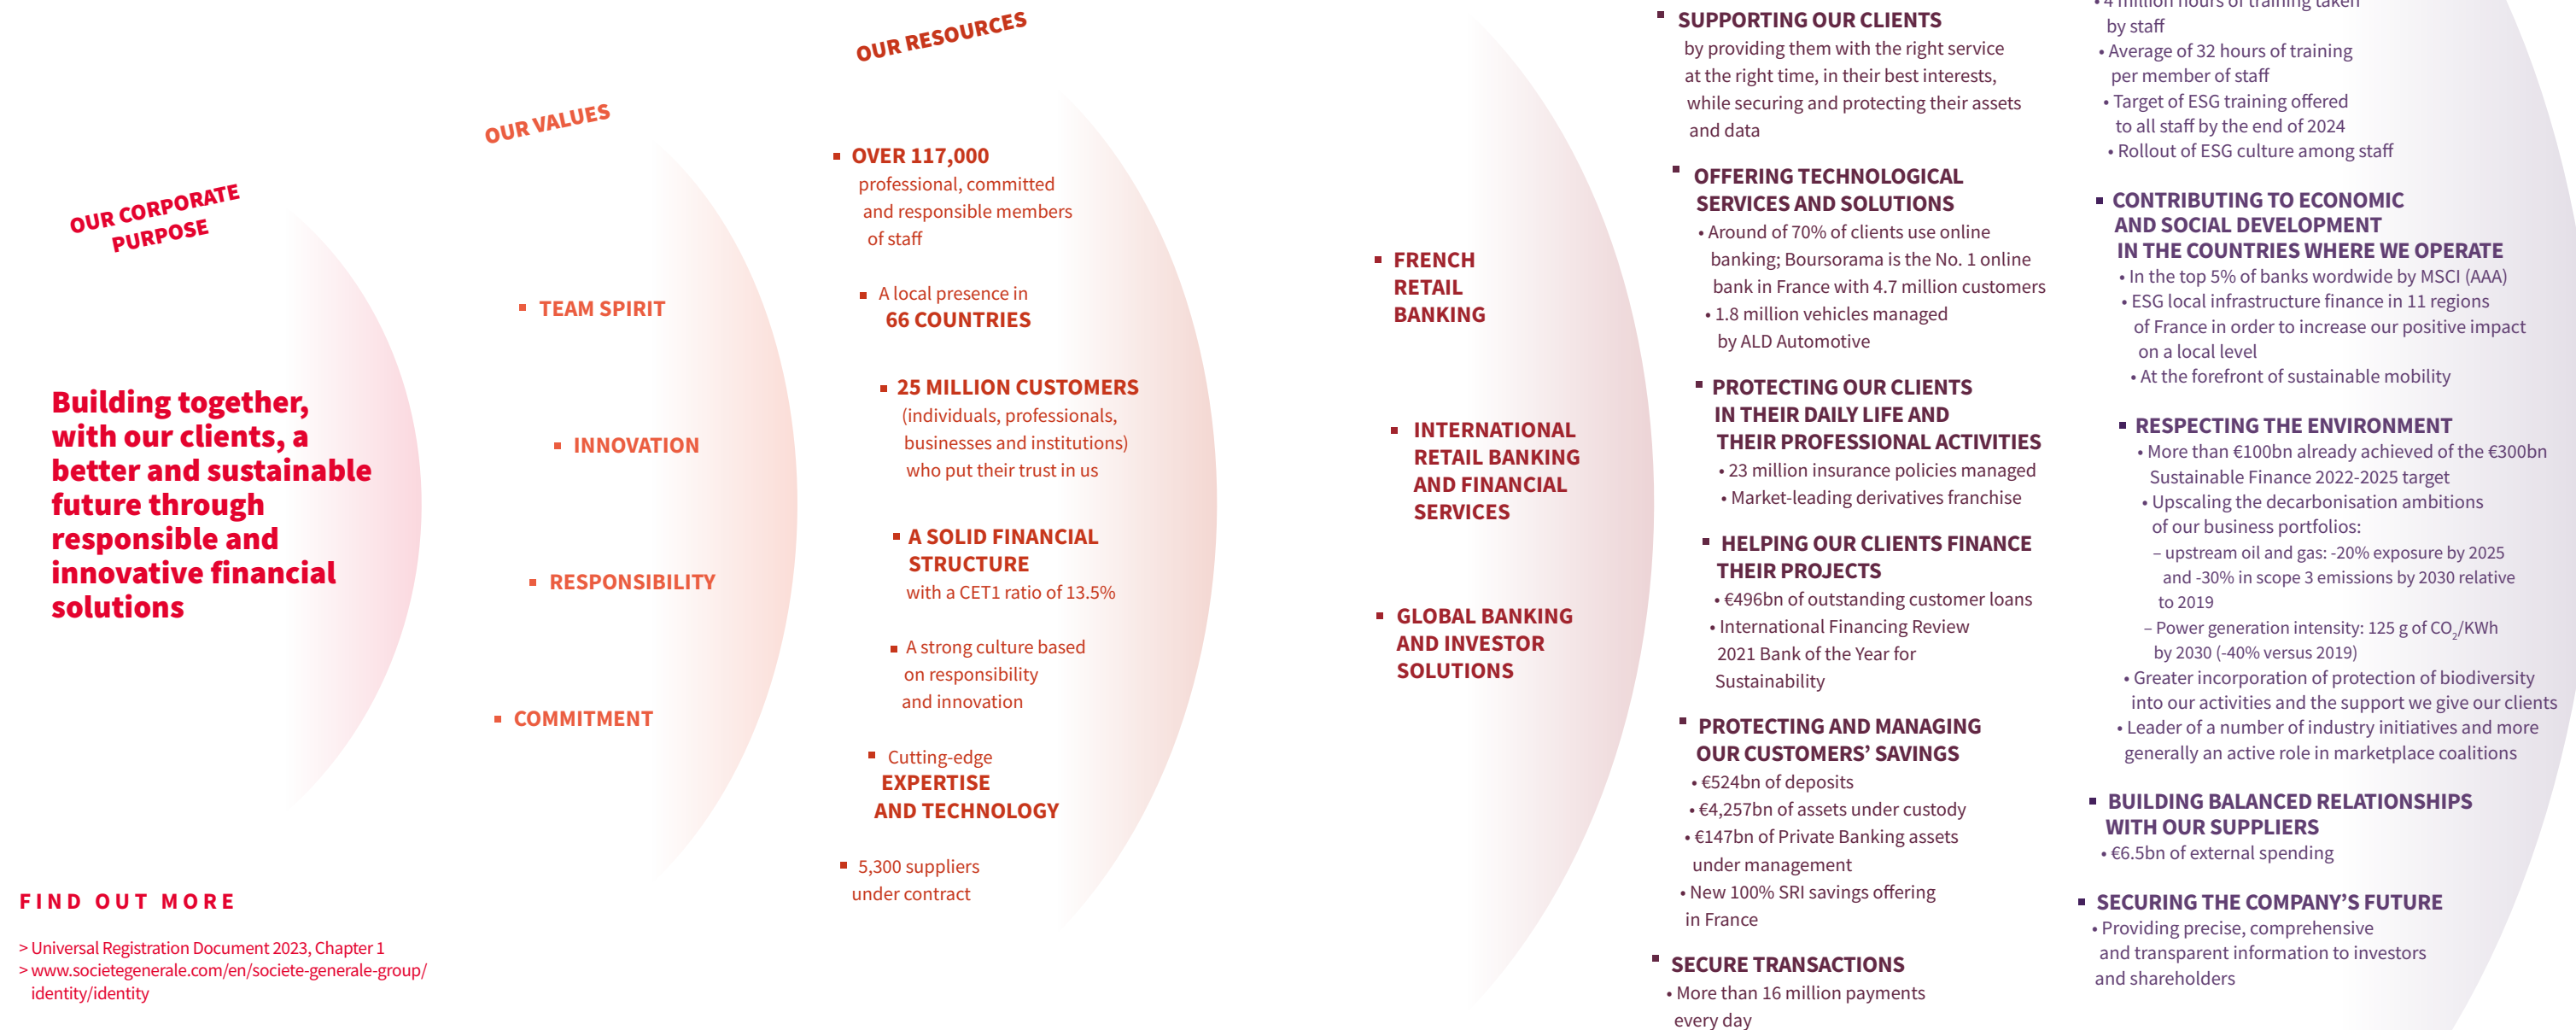 OUR CORPORATE
PURPOSE
Building together,
with our clients, a
better and sustainable
future through
responsible and
innovative financial
solutions
FIND OUT MORE
> Universal Registration Document 2023, Chapter 1
> www.societegenerale.com/en/societe-generale-group/
identity/identity
OUR VALUES
TEAM SPIRIT
INNOVATION
RESPONSIBILITY
COMMITMENT
OUR RESOURCES
OVER 117,000
professional, committed
and responsible members
of staff
A local presence in
66 COUNTRIES
25 MILLION CUSTOMERS
(individuals, professionals,
businesses and institutions)
who put their trust in us
A SOLID FINANCIAL
STRUCTURE
with a CET1 ratio of 13.5%
A strong culture based
on responsibility
and innovation
Cutting-edge
EXPERTISE
AND TECHNOLOGY
5,300 suppliers
under contract
FRENCH
RETAIL
BANKING
INTERNATIONAL
RETAIL BANKING
AND FINANCIAL
SERVICES
GLOBAL BANKING
AND INVESTOR
SOLUTIONS
SUPPORTING OUR CLIENTS
by providing them with the right service
at the right time, in their best interests,
while securing and protecting their assets
and data
OFFERING TECHNOLOGICAL
SERVICES AND SOLUTIONS
• Around of 70% of clients use online
banking; Boursorama is the No. 1 online
bank in France with 4.7 million customers
• 1.8 million vehicles managed
by ALD Automotive
PROTECTING OUR CLIENTS
IN THEIR DAILY LIFE AND
THEIR PROFESSIONAL ACTIVITIES
• 23 million insurance policies managed
• Market-leading derivatives franchise
HELPING OUR CLIENTS FINANCE
THEIR PROJECTS
• €496bn of outstanding customer loans
• International Financing Review
2021 Bank of the Year for
Sustainability
PROTECTING AND MANAGING
OUR CUSTOMERS’ SAVINGS
• €524bn of deposits
• €4,257bn of assets under custody
• €147bn of Private Banking assets
under management
• New 100% SRI savings offering
in France
SECURE TRANSACTIONS
• More than 16 million payments
every day
• 4 million hours of training taken
by staff
• Average of 32 hours of training
per member of staff
• Target of ESG training offered
to all staff by the end of 2024
• Rollout of ESG culture among staff
CONTRIBUTING TO ECONOMIC
AND SOCIAL DEVELOPMENT
IN THE COUNTRIES WHERE WE OPERATE
• In the top 5% of banks wordwide by MSCI (AAA)
• ESG local infrastructure finance in 11 regions
of France in order to increase our positive impact
on a local level
• At the forefront of sustainable mobility
RESPECTING THE ENVIRONMENT
• More than €100bn already achieved of the €300bn
Sustainable Finance 2022-2025 target
• Upscaling the decarbonisation ambitions
of our business portfolios:
– upstream oil and gas: -20% exposure by 2025
and -30% in scope 3 emissions by 2030 relative
to 2019
– Power generation intensity: 125 g of CO₂/KWh
by 2030 (-40% versus 2019)
• Greater incorporation of protection of biodiversity
into our activities and the support we give our clients
• Leader of a number of industry initiatives and more
generally an active role in marketplace coalitions
BUILDING BALANCED RELATIONSHIPS
WITH OUR SUPPLIERS
• €6.5bn of external spending
SECURING THE COMPANY’S FUTURE
• Providing precise, comprehensive
and transparent information to investors
and shareholders